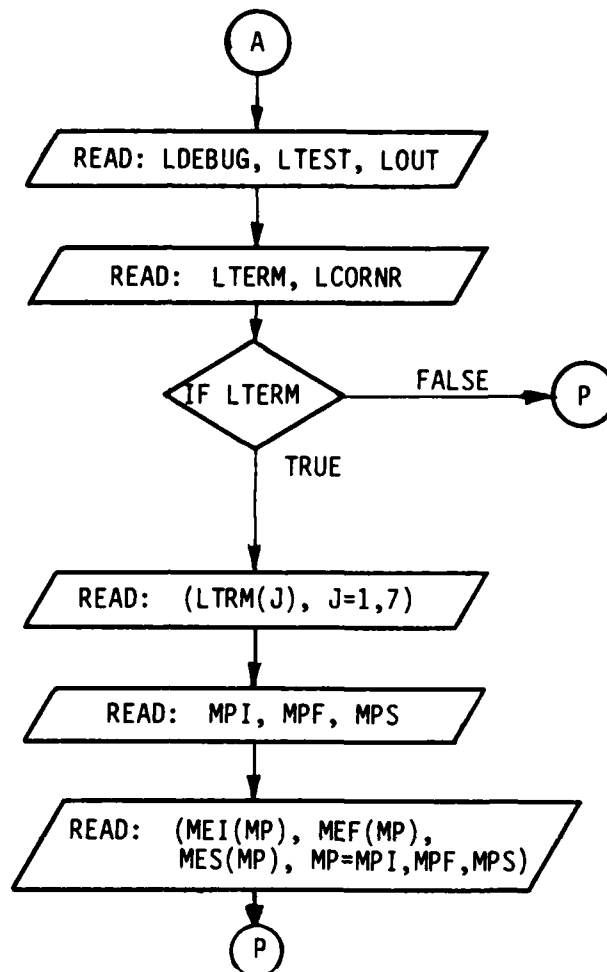 A
READ: LDEBUG, LTEST, LOUT
READ: LTERM, LCORNR
IF LTERM
FALSE
P
TRUE
READ: (LTRM(J), J=1,7)
READ: MPI, MPF, MPS
READ: (MEI(MP), MEF(MP),
MES(MP), MP=MPI,MPF,MPS)
P